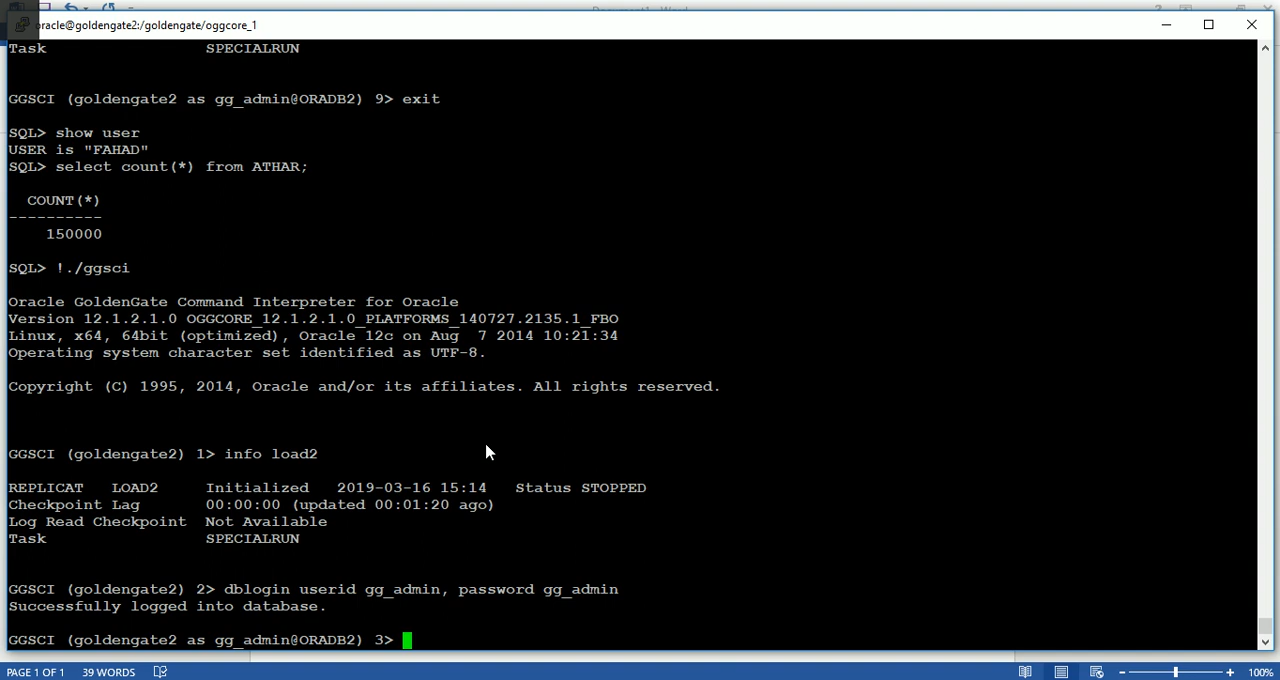 oracle@goldengate2:/goldengate/oggcore_1
Task SPECIALRUN
GGSCI (goldengate2 as gg_admin@ORADB2) 9> exit
SQL> show user
USER is "FAHAD"
SQL> select count(*) from ATHAR;
COUNT(*)
----------
150000
SQL> !./ggsci
Oracle GoldenGate Command Interpreter for Oracle
Version 12.1.2.1.0 OGGCORE_12.1.2.1.0_PLATFORMS_140727.2135.1_FBO
Linux, x64, 64bit (optimized), Oracle 12c on Aug 7 2014 10:21:34
Operating system character set identified as UTF-8.
Copyright (C) 1995, 2014, Oracle and/or its affiliates. All rights reserved.
GGSCI (goldengate2) 1> info load2
REPLICAT LOAD2 Initialized 2019-03-16 15:14 Status STOPPED
Checkpoint Lag 00:00:00 (updated 00:01:20 ago)
Log Read Checkpoint Not Available
Task SPECIALRUN
GGSCI (goldengate2) 2> dblogin userid gg_admin, password gg_admin
Successfully logged into database.
GGSCI (goldengate2 as gg_admin@ORADB2) 3>
PAGE 1 OF 1 39 WORDS 100%